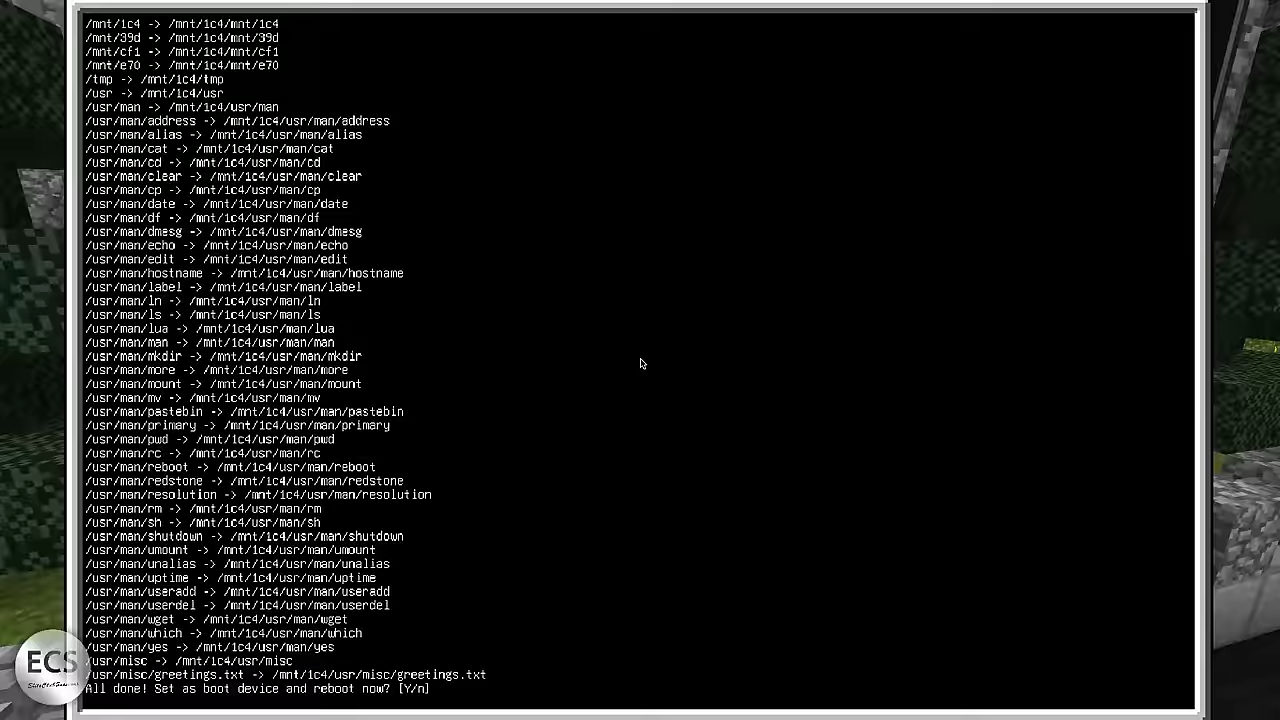 /mnt/1c4 -> /mnt/1c4/mnt/1c4
/mnt/39d -> /mnt/1c4/mnt/39d
/mnt/cf1 -> /mnt/1c4/mnt/cf1
/mnt/e70 -> /mnt/1c4/mnt/e70
/tmp -> /mnt/1c4/tmp
/usr -> /mnt/1c4/usr
/usr/man -> /mnt/1c4/usr/man
/usr/man/address -> /mnt/1c4/usr/man/address
/usr/man/alias -> /mnt/1c4/usr/man/alias
/usr/man/cat -> /mnt/1c4/usr/man/cat
/usr/man/cd -> /mnt/1c4/usr/man/cd
/usr/man/clear -> /mnt/1c4/usr/man/clear
/usr/man/cp -> /mnt/1c4/usr/man/cp
/usr/man/date -> /mnt/1c4/usr/man/date
/usr/man/df -> /mnt/1c4/usr/man/df
/usr/man/dmesg -> /mnt/1c4/usr/man/dmesg
/usr/man/echo -> /mnt/1c4/usr/man/echo
/usr/man/edit -> /mnt/1c4/usr/man/edit
/usr/man/hostname -> /mnt/1c4/usr/man/hostname
/usr/man/label -> /mnt/1c4/usr/man/label
/usr/man/ln -> /mnt/1c4/usr/man/ln
/usr/man/ls -> /mnt/1c4/usr/man/ls
/usr/man/lua -> /mnt/1c4/usr/man/lua
/usr/man/man -> /mnt/1c4/usr/man/man
/usr/man/mkdir -> /mnt/1c4/usr/man/mkdir
/usr/man/more -> /mnt/1c4/usr/man/more
/usr/man/mount -> /mnt/1c4/usr/man/mount
/usr/man/mv -> /mnt/1c4/usr/man/mv
/usr/man/pastebin -> /mnt/1c4/usr/man/pastebin
/usr/man/primary -> /mnt/1c4/usr/man/primary
/usr/man/pwd -> /mnt/1c4/usr/man/pwd
/usr/man/rc -> /mnt/1c4/usr/man/rc
/usr/man/reboot -> /mnt/1c4/usr/man/reboot
/usr/man/redstone -> /mnt/1c4/usr/man/redstone
/usr/man/resolution -> /mnt/1c4/usr/man/resolution
/usr/man/rm -> /mnt/1c4/usr/man/rm
/usr/man/sh -> /mnt/1c4/usr/man/sh
/usr/man/shutdown -> /mnt/1c4/usr/man/shutdown
/usr/man/umount -> /mnt/1c4/usr/man/umount
/usr/man/unalias -> /mnt/1c4/usr/man/unalias
/usr/man/uptime -> /mnt/1c4/usr/man/uptime
/usr/man/useradd -> /mnt/1c4/usr/man/useradd
/usr/man/userdel -> /mnt/1c4/usr/man/userdel
/usr/man/wget -> /mnt/1c4/usr/man/wget
/usr/man/which -> /mnt/1c4/usr/man/which
/usr/man/yes -> /mnt/1c4/usr/man/yes
/usr/misc -> /mnt/1c4/usr/misc
/usr/misc/greetings.txt -> /mnt/1c4/usr/misc/greetings.txt
All done! Set as boot device and reboot now? [Y/n]
ECS